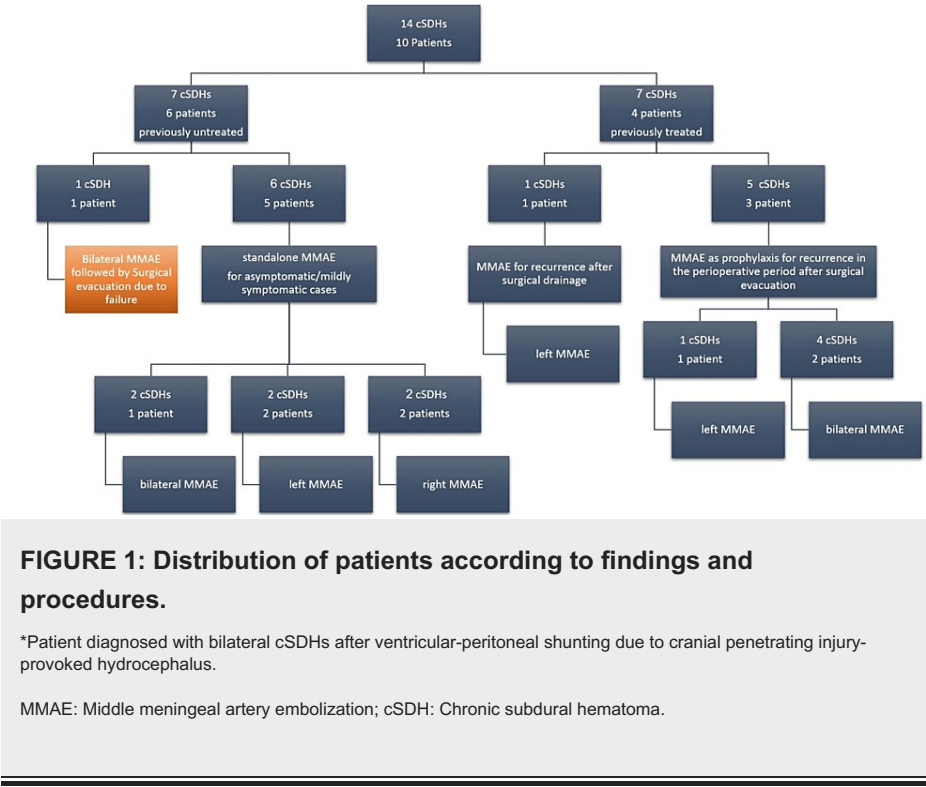 14 cSDHs
10 Patients
7 cSDHs
6 patients
previously untreated
7 cSDHs
4 patients
previously treated
1 cSDH
1 patient
6 cSDHs
5 patients
1 cSDHs
1 patient
5 cSDHs
3 patient
Bilateral MMAE
followed by Surgical
evacuation due to
failure
standalone MMAE
for asymptomatic/mildly
symptomatic cases
MMAE for recurrence after
surgical drainage
MMAE as prophylaxis for recurrence in
the perioperative period after surgical
evacuation
left MMAE
1 cSDHs
1 patient
4 cSDHs
2 patients
2 cSDHs
1 patient
2 cSDHs
2 patients
2 cSDHs
2 patients
left MMAE
bilateral MMAE
bilateral MMAE
left MMAE
right MMAE
FIGURE 1: Distribution of patients according to findings and
procedures.
*Patient diagnosed with bilateral cSDHs after ventricular-peritoneal shunting due to cranial penetrating injury-
provoked hydrocephalus.
MMAE: Middle meningeal artery embolization; cSDH: Chronic subdural hematoma.